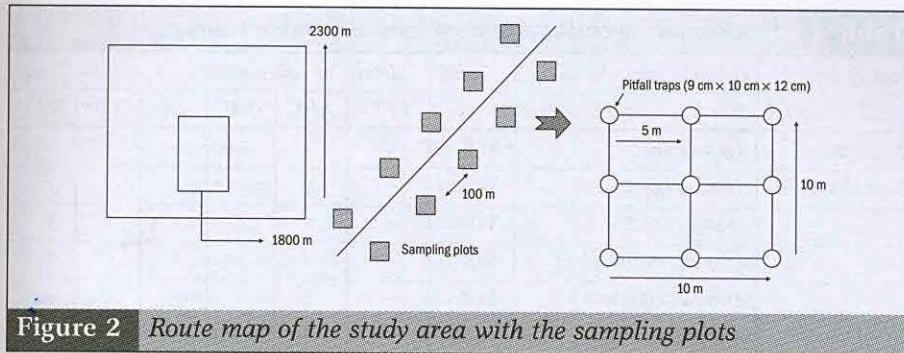 2300 m
1800 m
100 m
Sampling plots
Pitfall traps (9 cm × 10 cm × 12 cm)
5 m
10 m
10 m
Figure 2 Route map of the study area with the sampling plots